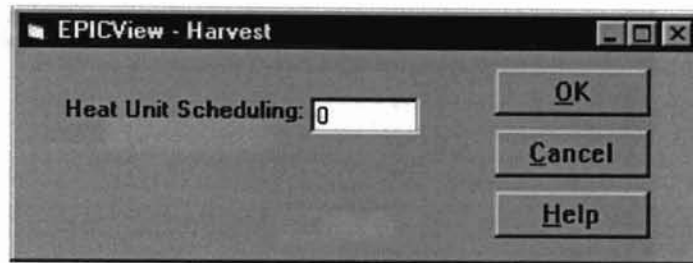 EPICView - Harvest
Heat Unit Scheduling: 0
OK
Cancel
Help